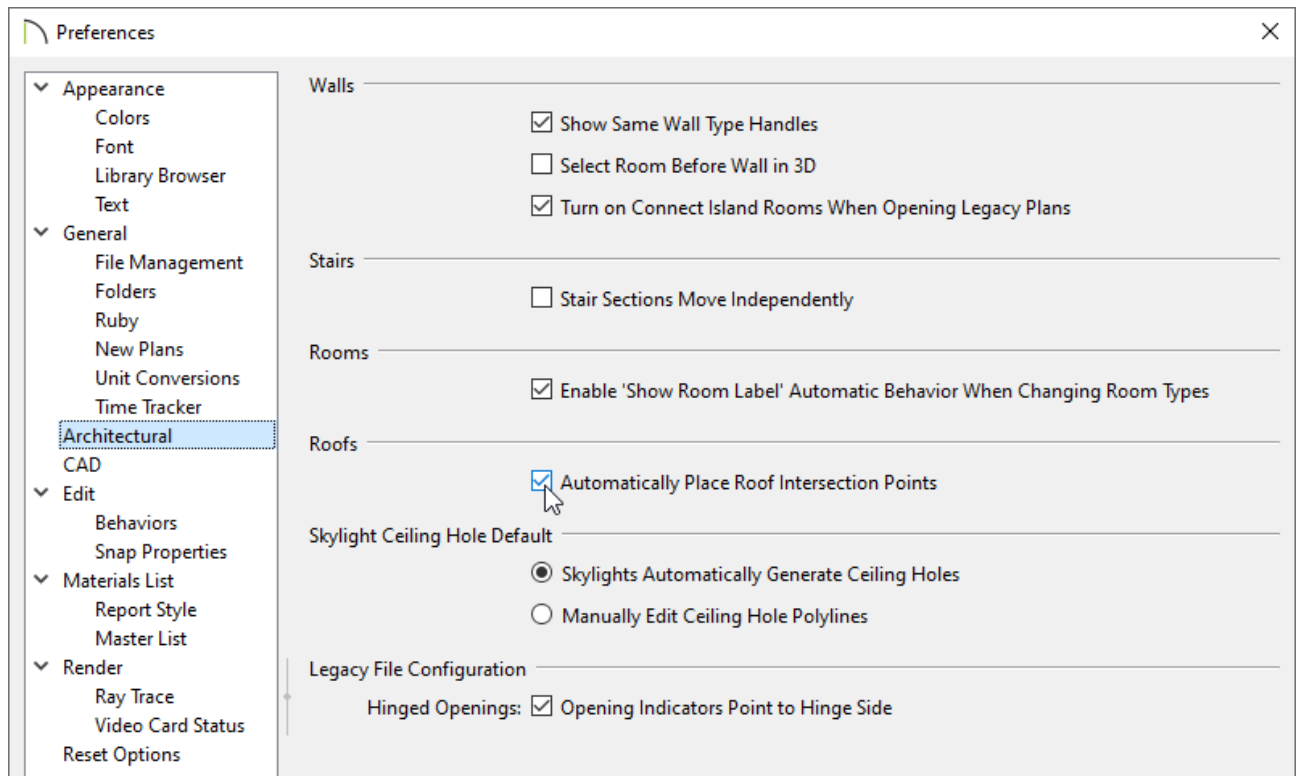 Preferences
Appearance
Colors
Font
Library Browser
Text
General
File Management
Folders
Ruby
New Plans
Unit Conversions
Time Tracker
Architectural
CAD
Edit
Behaviors
Snap Properties
Materials List
Report Style
Master List
Render
Ray Trace
Video Card Status
Reset Options
Walls
Show Same Wall Type Handles
Select Room Before Wall in 3D
Turn on Connect Island Rooms When Opening Legacy Plans
Stairs
Stair Sections Move Independently
Rooms
Enable 'Show Room Label' Automatic Behavior When Changing Room Types
Roofs
Automatically Place Roof Intersection Points
Skylight Ceiling Hole Default
Skylights Automatically Generate Ceiling Holes
Manually Edit Ceiling Hole Polylines
Legacy File Configuration
Hinged Openings: Opening Indicators Point to Hinge Side